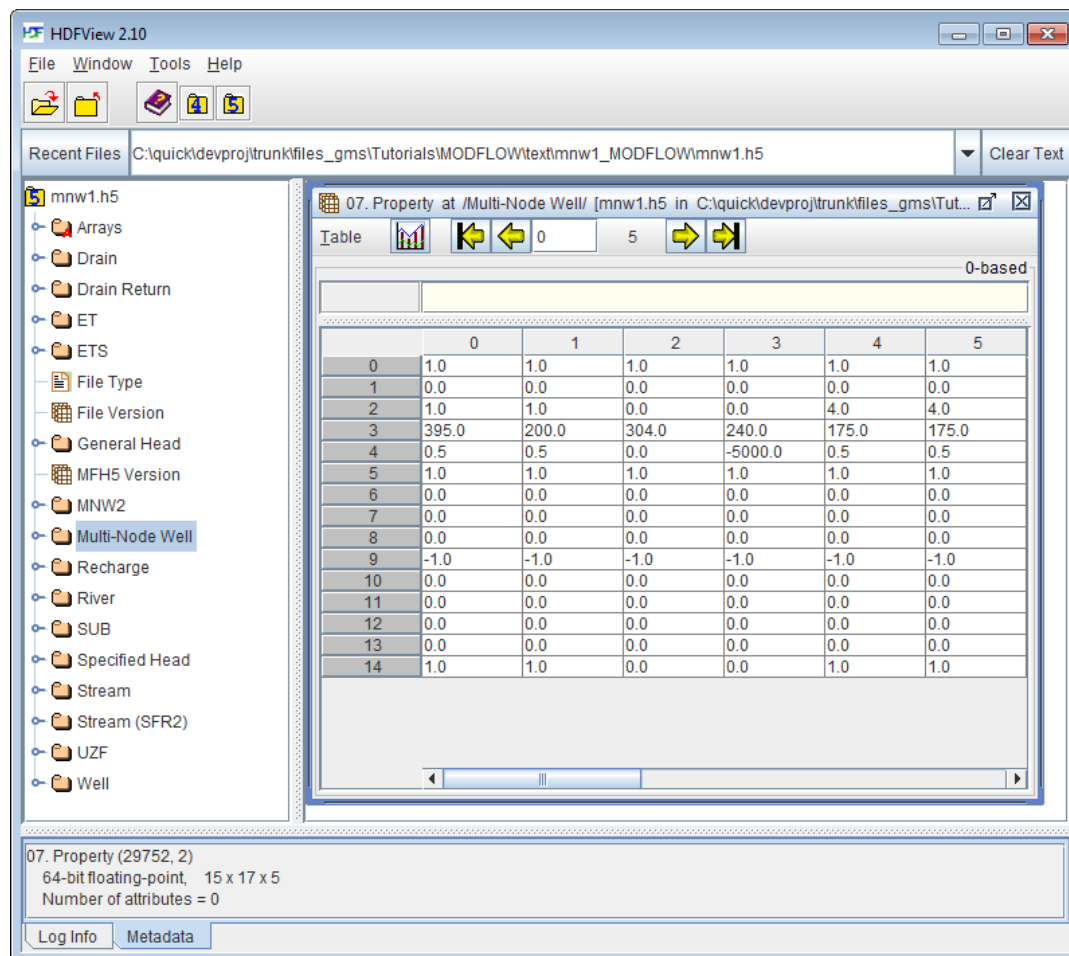 HDF HDFView 2.10
File Window Tools Help
4 5
Recent Files C:\quick\devproj\trunk\files_gms\Tutorials\MODFLOW\text\mnw1_MODFLOW\mnw1.h5 Clear Text
5 mnw1.h5
Arrays
Drain
Drain Return
ET
ETS
File Type
File Version
General Head
MFH5 Version
MNW2
Multi-Node Well
Recharge
River
SUB
Specified Head
Stream
Stream (SFR2)
UZF
Well
07. Property at /Multi-Node Well/ [mnw1.h5 in C:\quick\devproj\trunk\files_gms\Tut...
Table 0 5
0-based
0 1 2 3 4 5
0 1.0 1.0 1.0 1.0 1.0 1.0
1 0.0 0.0 0.0 0.0 0.0 0.0
2 1.0 1.0 0.0 0.0 4.0 4.0
3 395.0 200.0 304.0 240.0 175.0 175.0
4 0.5 0.5 0.0 -5000.0 0.5 0.5
5 1.0 1.0 1.0 1.0 1.0 1.0
6 0.0 0.0 0.0 0.0 0.0 0.0
7 0.0 0.0 0.0 0.0 0.0 0.0
8 0.0 0.0 0.0 0.0 0.0 0.0
9 -1.0 -1.0 -1.0 -1.0 -1.0 -1.0
10 0.0 0.0 0.0 0.0 0.0 0.0
11 0.0 0.0 0.0 0.0 0.0 0.0
12 0.0 0.0 0.0 0.0 0.0 0.0
13 0.0 0.0 0.0 0.0 0.0 0.0
14 1.0 1.0 0.0 0.0 1.0 1.0
07. Property (29752, 2)
64-bit floating-point, 15 x 17 x 5
Number of attributes = 0
Log Info Metadata